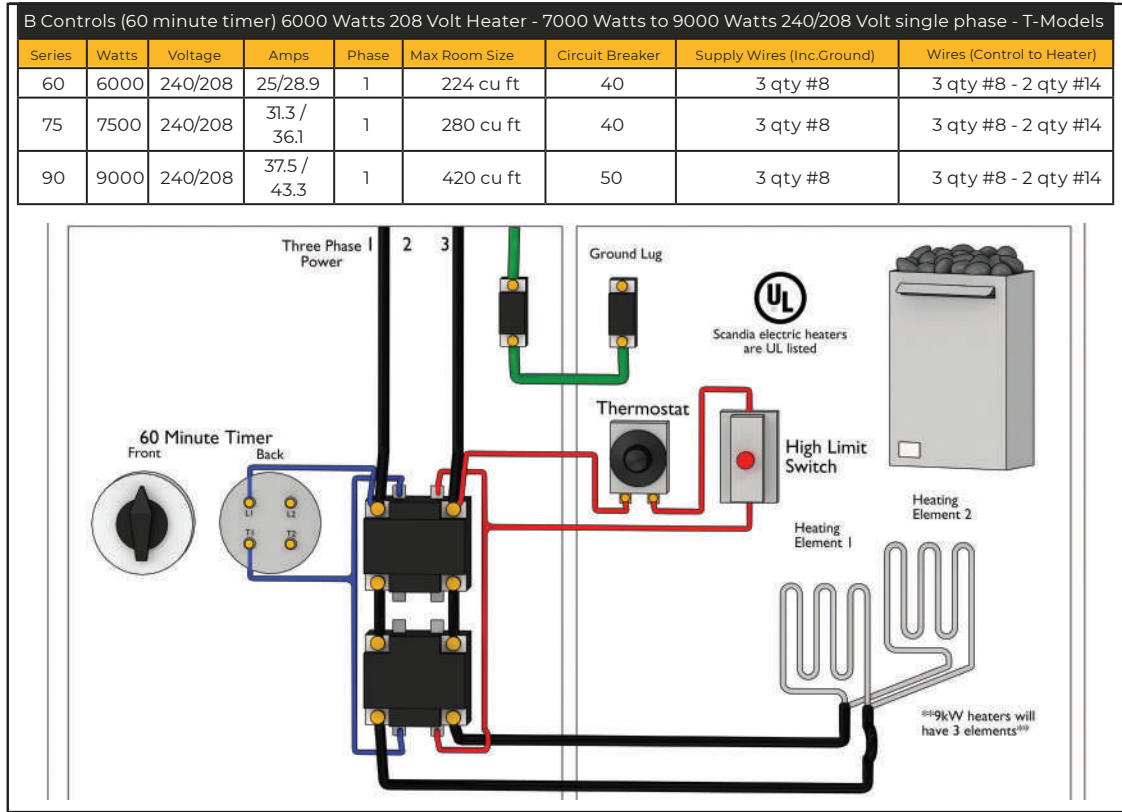 B Controls (60 minute timer) 6000 Watts 208 Volt Heater - 7000 Watts to 9000 Watts 240/208 Volt single phase - T-Models
Series Watts Voltage Amps Phase Max Room Size Circuit Breaker Supply Wires (Inc.Ground) Wires (Control to Heater)
60 6000 240/208 25/28.9 1 224 cu ft 40 3 qty #8 3 qty #8 - 2 qty #14
75 7500 240/208 31.3 / 36.1 1 280 cu ft 40 3 qty #8 3 qty #8 - 2 qty #14
90 9000 240/208 37.5 / 43.3 1 420 cu ft 50 3 qty #8 3 qty #8 - 2 qty #14
Three Phase 1 2 3
Power
Ground Lug
UL
Scandia electric heaters
are UL listed
60 Minute Timer
Front Back
L1 L2
T1 T2
Thermostat
High Limit
Switch
Heating
Element 1
Heating
Element 2
**9kW heaters will
have 3 elements**